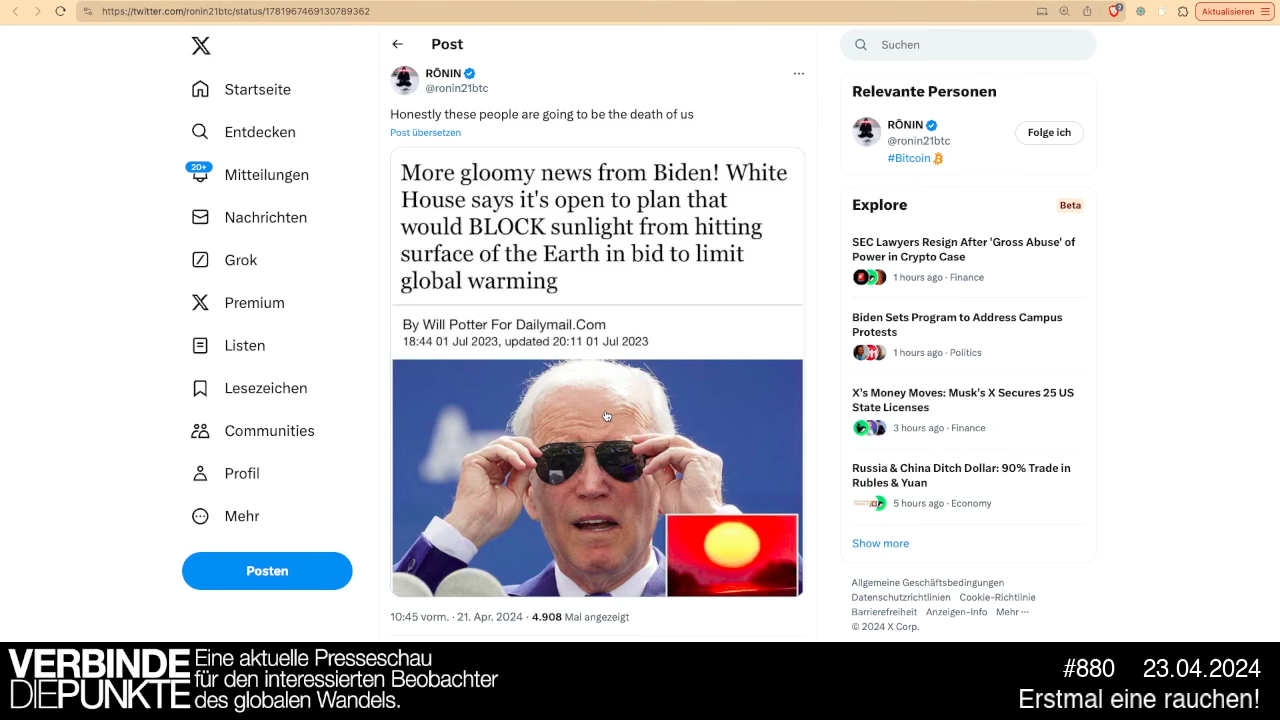 https://twitter.com/ronin21btc/status/1781967469130789362
Aktualisieren
Startseite
Entdecken
20+
Mitteilungen
Nachrichten
Grok
Premium
Listen
Lesezeichen
Communities
Profil
Mehr
Posten
Post
RŌNIN
@ronin21btc
Honestly these people are going to be the death of us
Post übersetzen
More gloomy news from Biden! White
House says it's open to plan that
would BLOCK sunlight from hitting
surface of the Earth in bid to limit
global warming
By Will Potter For Dailymail.Com
18:44 01 Jul 2023, updated 20:11 01 Jul 2023
10:45 vorm. · 21. Apr. 2024 · 4.908 Mal angezeigt
Suchen
Relevante Personen
RŌNIN
@ronin21btc
#Bitcoin
Folge ich
Explore
Beta
SEC Lawyers Resign After 'Gross Abuse' of
Power in Crypto Case
1 hours ago · Finance
Biden Sets Program to Address Campus
Protests
1 hours ago · Politics
X's Money Moves: Musk's X Secures 25 US
State Licenses
3 hours ago · Finance
Russia & China Ditch Dollar: 90% Trade in
Rubles & Yuan
5 hours ago · Economy
Show more
Allgemeine Geschäftsbedingungen
Datenschutzrichtlinien Cookie-Richtlinie
Barrierefreiheit Anzeigen-Info Mehr ···
© 2024 X Corp.
VERBINDE
DIEPUNKTE
Eine aktuelle Presseschau
für den interessierten Beobachter
des globalen Wandels.
#880 23.04.2024
Erstmal eine rauchen!